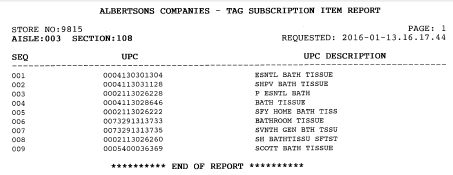 ALBERTSONS COMPANIES - TAG SUBSCRIPTION ITEM REPORT
STORE NO:9815 PAGE: 1
AISLE:003 SECTION:108 REQUESTED: 2016-01-13.16.17.44
SEQ UPC UPC DESCRIPTION
001 0004130301304 ESNTL BATH TISSUE
002 0004113031128 SHPV BATH TISSUE
003 0002113026228 P ESNTL BATH
004 0004110028646 BATH TISSUE
005 0002113026222 SFY HOME BATH TISS
006 0073291313733 BATHROOM TISSUE
007 0073291313735 SVNTH GEN BTH TSSU
008 0002113026260 SH BATHTISSU SFTST
009 0005400036369 SCOTT BATH TISSUE
********** END OF REPORT **********